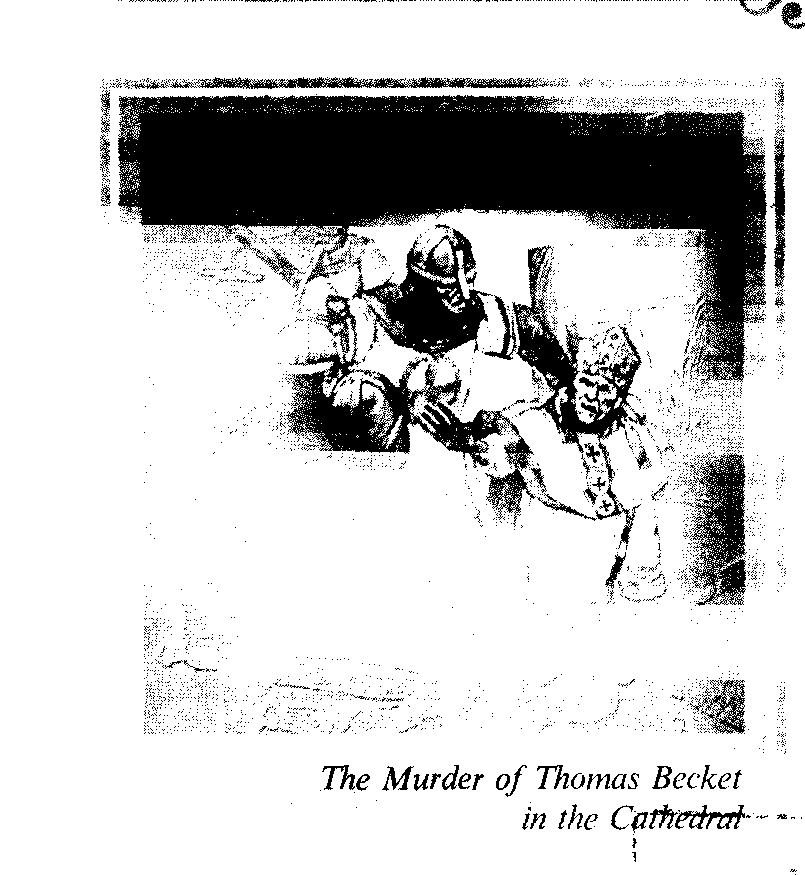 The Murder of Thomas Becket
in the Cathedral